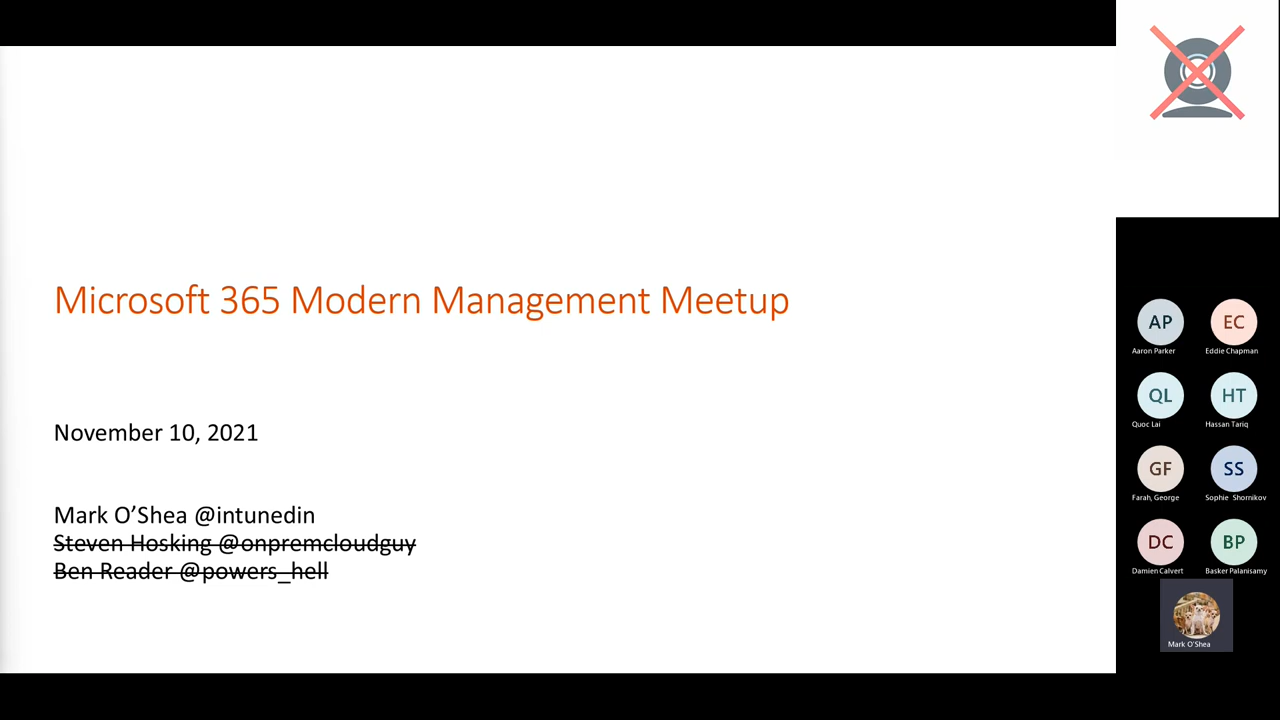 Microsoft 365 Modern Management Meetup
November 10, 2021
Mark O’Shea @intunedin
Steven Hosking @onpremcloudguy
Ben Reader @powers_hell
AP
EC
Aaron Parker
Eddie Chapman
QL
HT
Quoc Lai
Hassan Tariq
GF
SS
Farah, George
Sophie Shornikov
DC
BP
Damien Calvert
Basker Palanisamy
Mark O'Shea